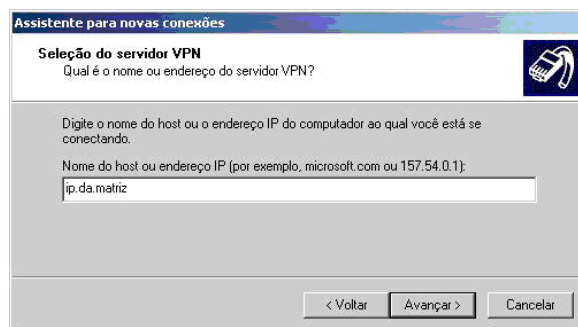 Assistente para novas conexões
Seleção do servidor VPN
Qual é o nome ou endereço do servidor VPN?
Digite o nome do host ou o endereço IP do computador ao qual você está se
conectando.
Nome do host ou endereço IP (por exemplo, microsoft.com ou 157.54.0.1):
ip.da.matriz
< Voltar
Avançar >
Cancelar